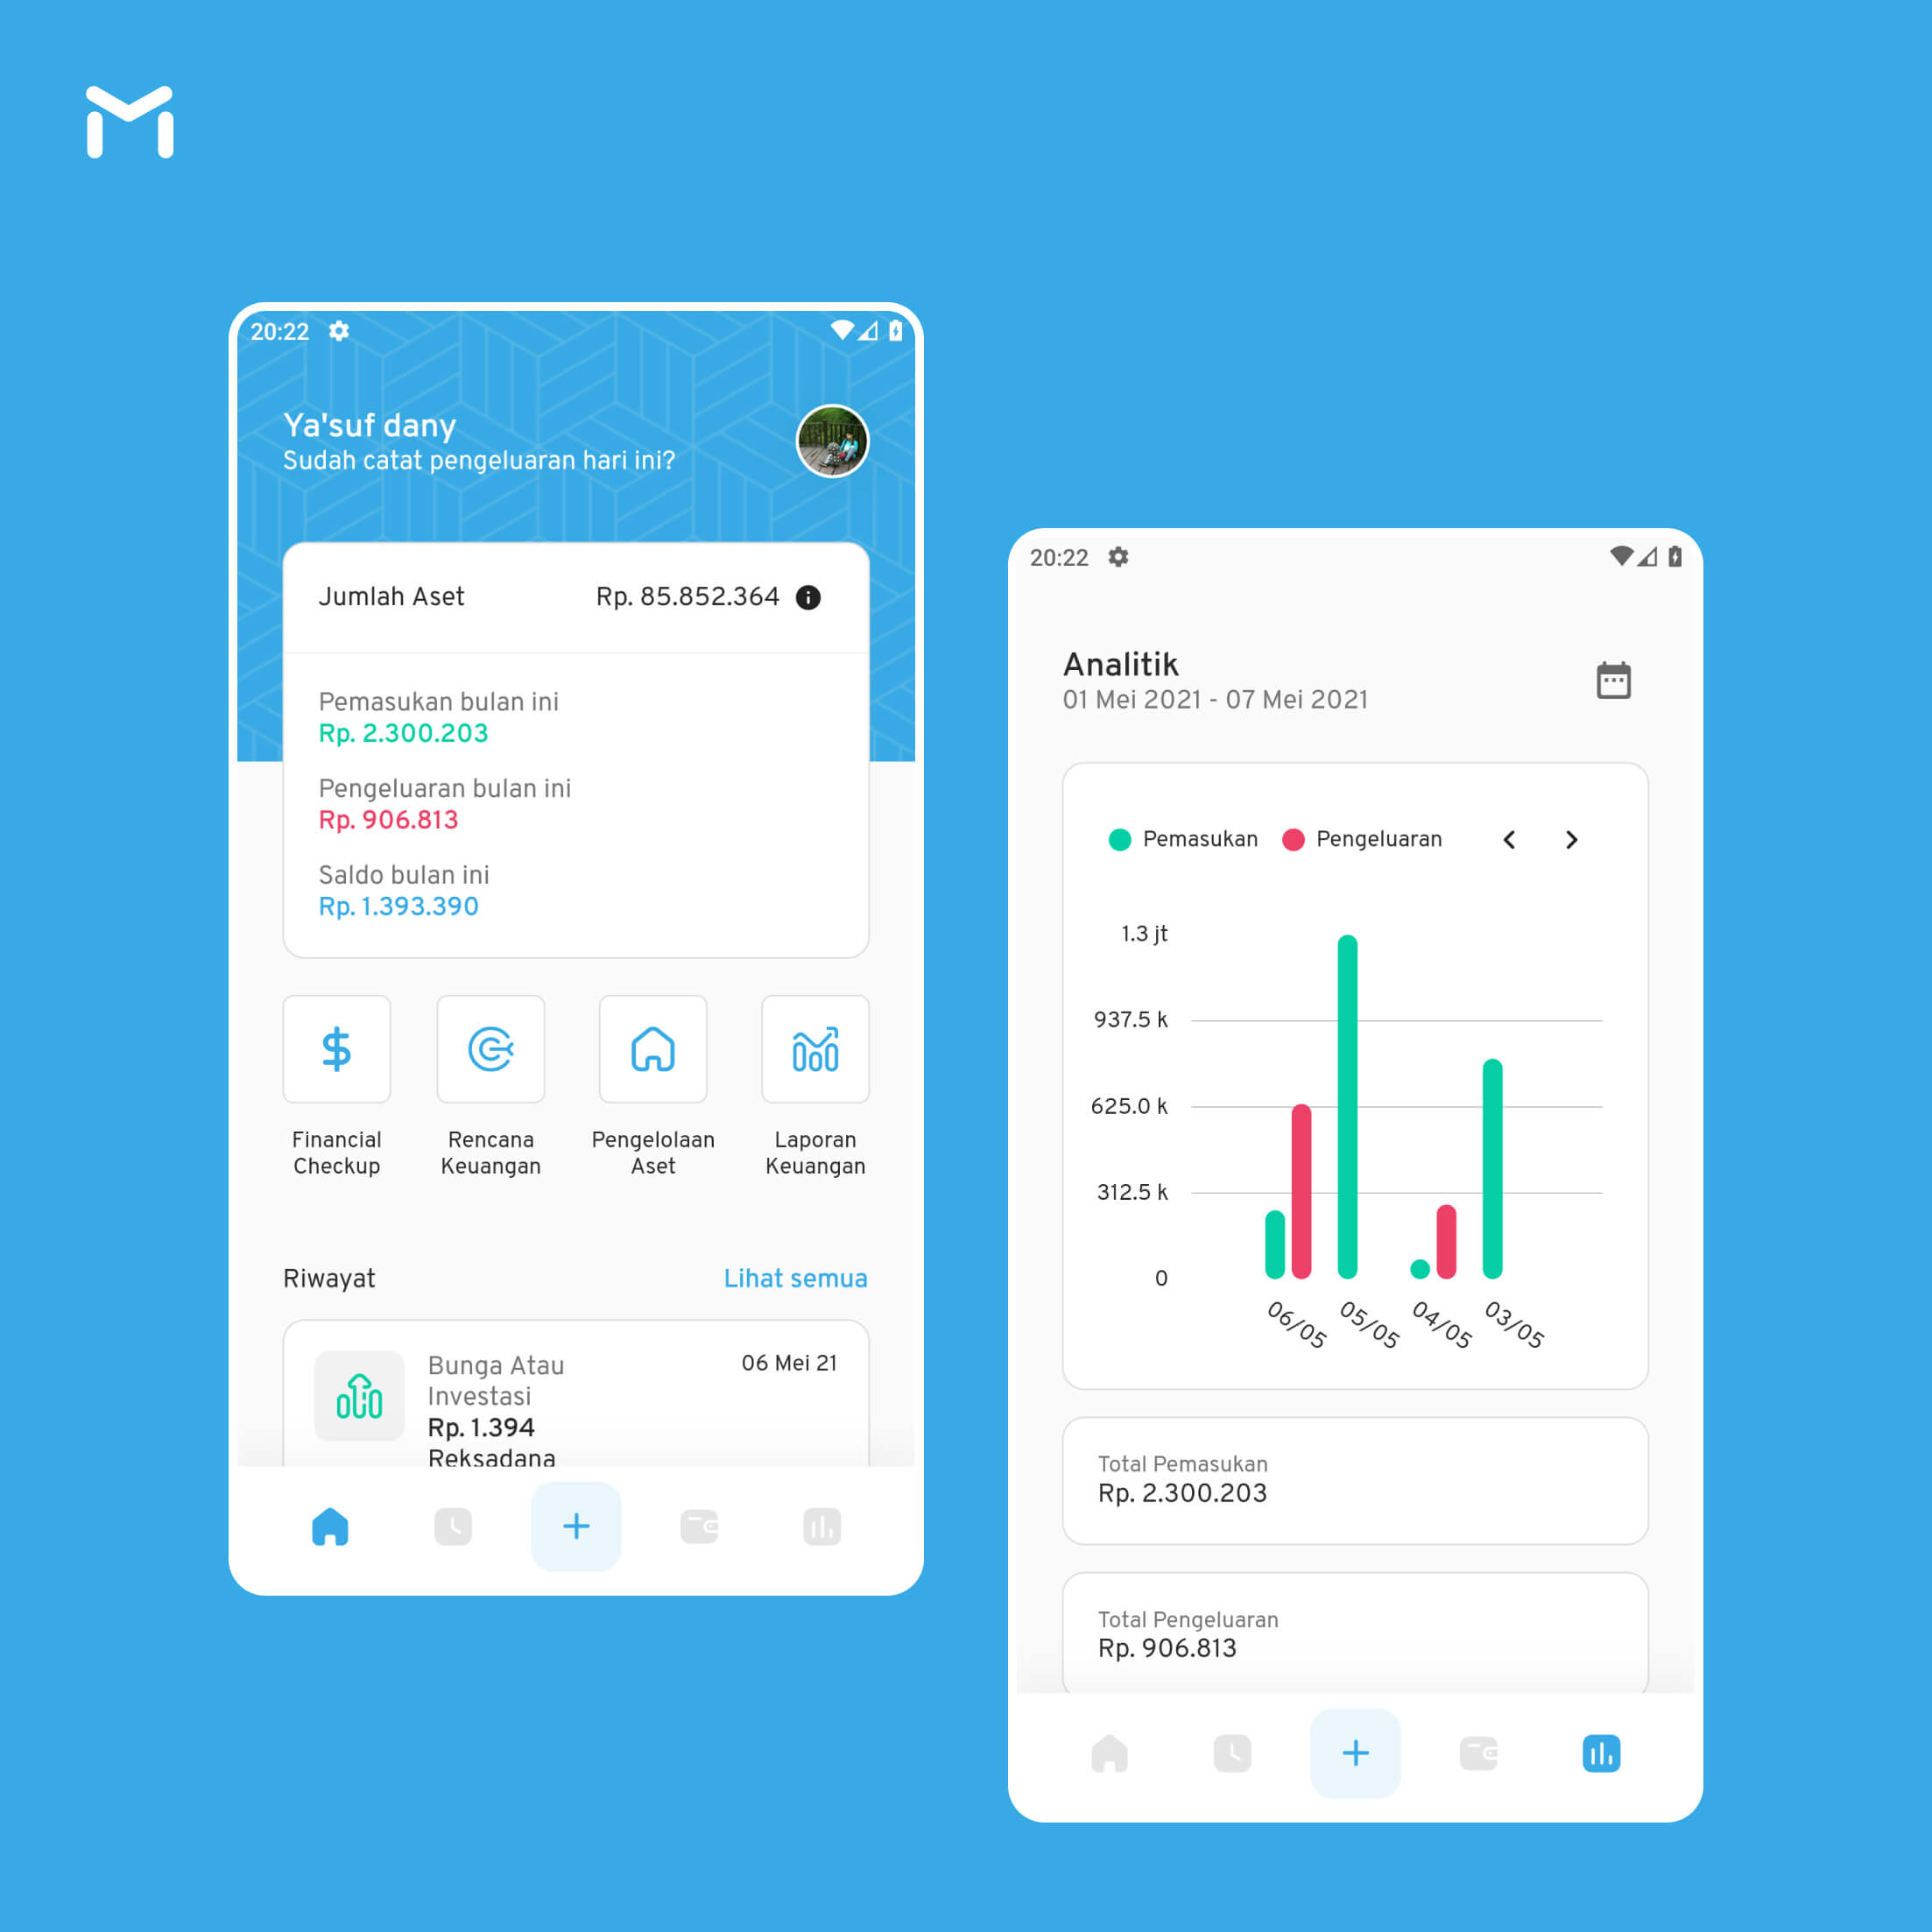 20:22
Ya'suf dany
Sudah catat pengeluaran hari ini?
Jumlah Aset Rp. 85.852.364
Pemasukan bulan ini
Rp. 2.300.203
Pengeluaran bulan ini
Rp. 906.813
Saldo bulan ini
Rp. 1.393.390
Financial
Checkup
Rencana
Keuangan
Pengelolaan
Aset
Laporan
Keuangan
Riwayat Lihat semua
Bunga Atau
Investasi
06 Mei 21
Rp. 1.394
Reksadana
20:22
Analitik
01 Mei 2021 - 07 Mei 2021
Pemasukan Pengeluaran
1.3 jt
937.5 k
625.0 k
312.5 k
0
06/05 05/05 04/05 03/05
Total Pemasukan
Rp. 2.300.203
Total Pengeluaran
Rp. 906.813